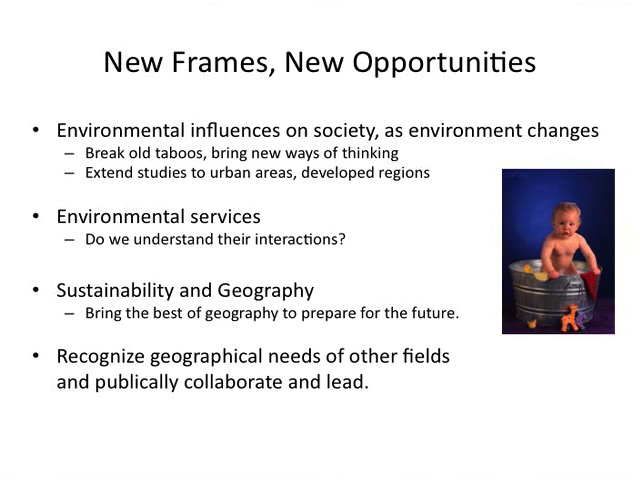 New Frames, New Opportunities
• Environmental influences on society, as environment changes
– Break old taboos, bring new ways of thinking
– Extend studies to urban areas, developed regions
• Environmental services
– Do we understand their interactions?
• Sustainability and Geography
– Bring the best of geography to prepare for the future.
• Recognize geographical needs of other fields
and publically collaborate and lead.